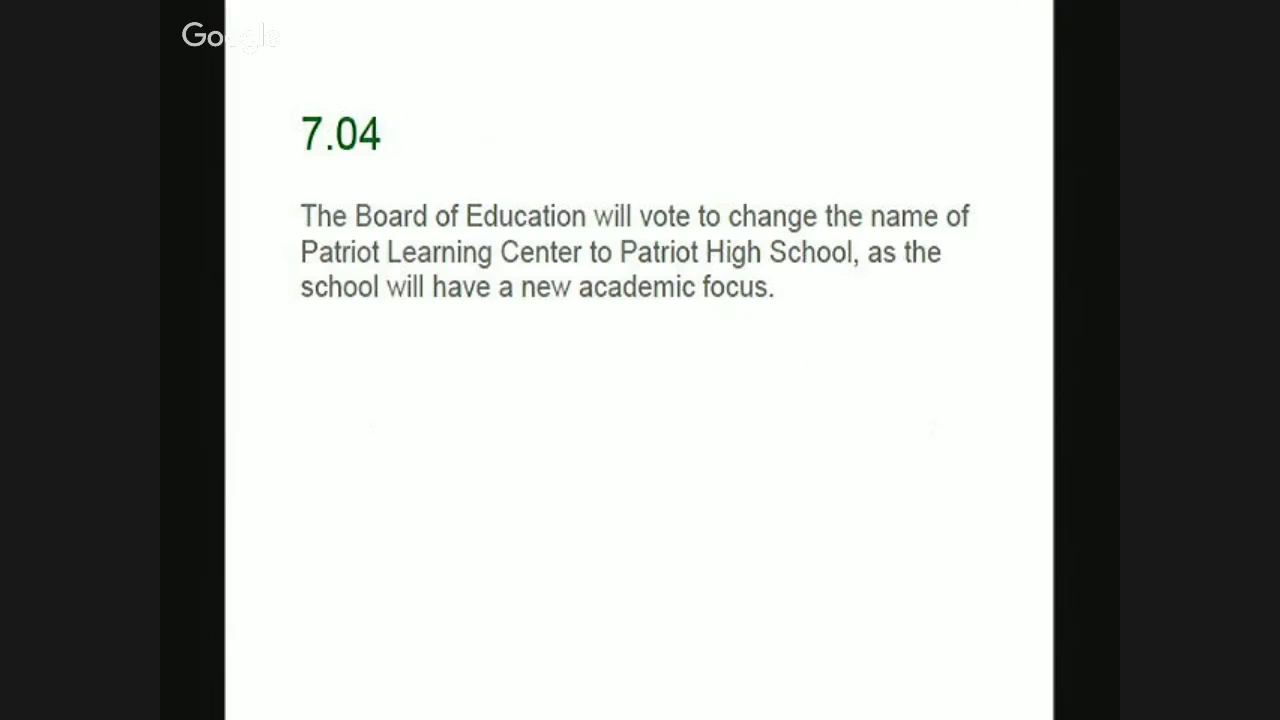 Google
7.04
The Board of Education will vote to change the name of
Patriot Learning Center to Patriot High School, as the
school will have a new academic focus.